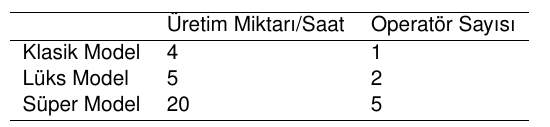 Üretim Miktarı/Saat Operatör Sayısı
Klasik Model 4 1
Lüks Model 5 2
Süper Model 20 5